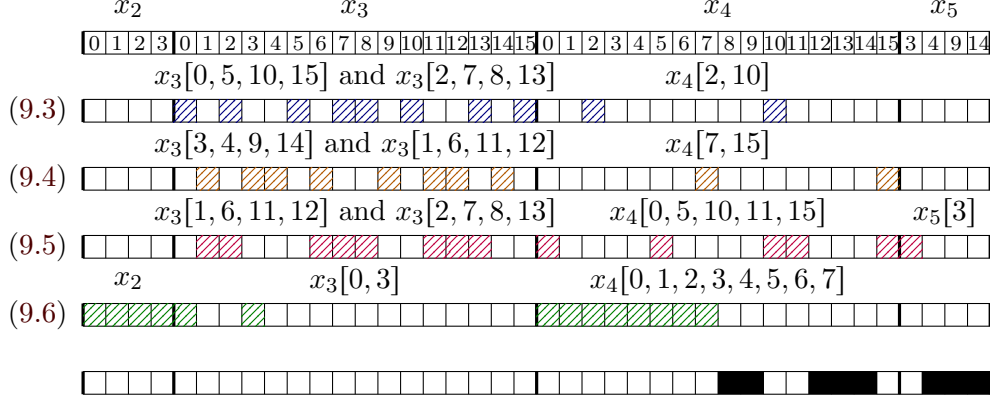 x₂ x₃ x₄ x₅
0 1 2 3 0 1 2 3 4 5 6 7 8 9 10 11 12 13 14 15 0 1 2 3 4 5 6 7 8 9 10 11 12 13 14 15 3 4 9 14
x₃[0, 5, 10, 15] and x₃[2, 7, 8, 13] x₄[2, 10]
(9.3)
x₃[3, 4, 9, 14] and x₃[1, 6, 11, 12] x₄[7, 15]
(9.4)
x₃[1, 6, 11, 12] and x₃[2, 7, 8, 13] x₄[0, 5, 10, 11, 15] x₅[3]
(9.5)
x₂ x₃[0, 3] x₄[0, 1, 2, 3, 4, 5, 6, 7]
(9.6)